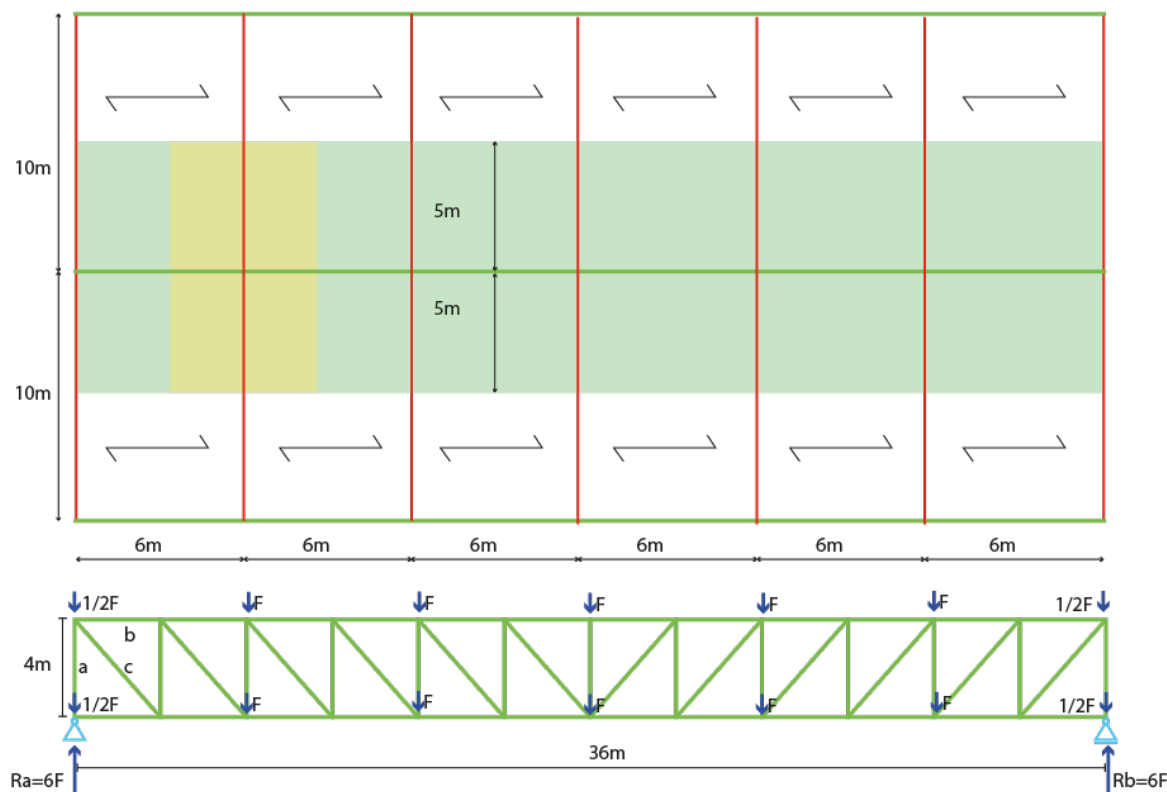 10m
5m
5m
10m
6m 6m 6m 6m 6m 6m
1/2F F F F F F 1/2F
b
4m
a c
1/2F F F F F F 1/2F
36m
Ra=6F Rb=6F